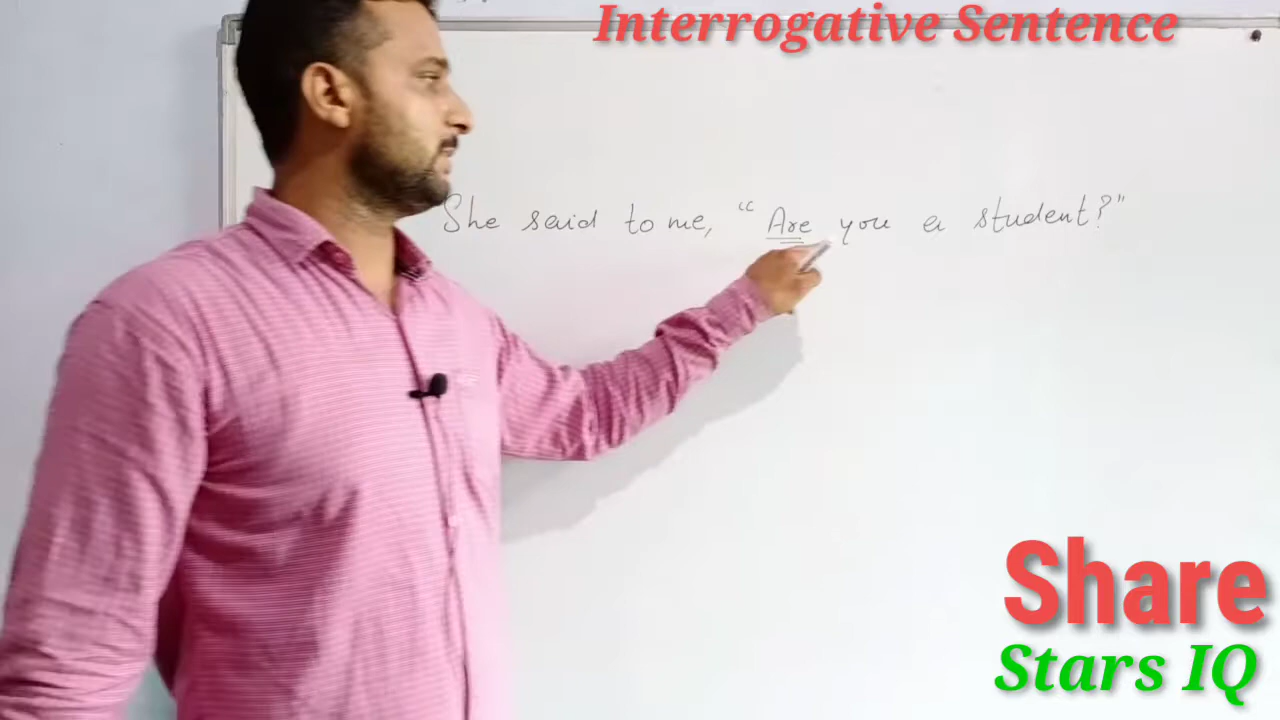 Interrogative Sentence
She said to me, "Are you a student?"
Share
Stars IQ